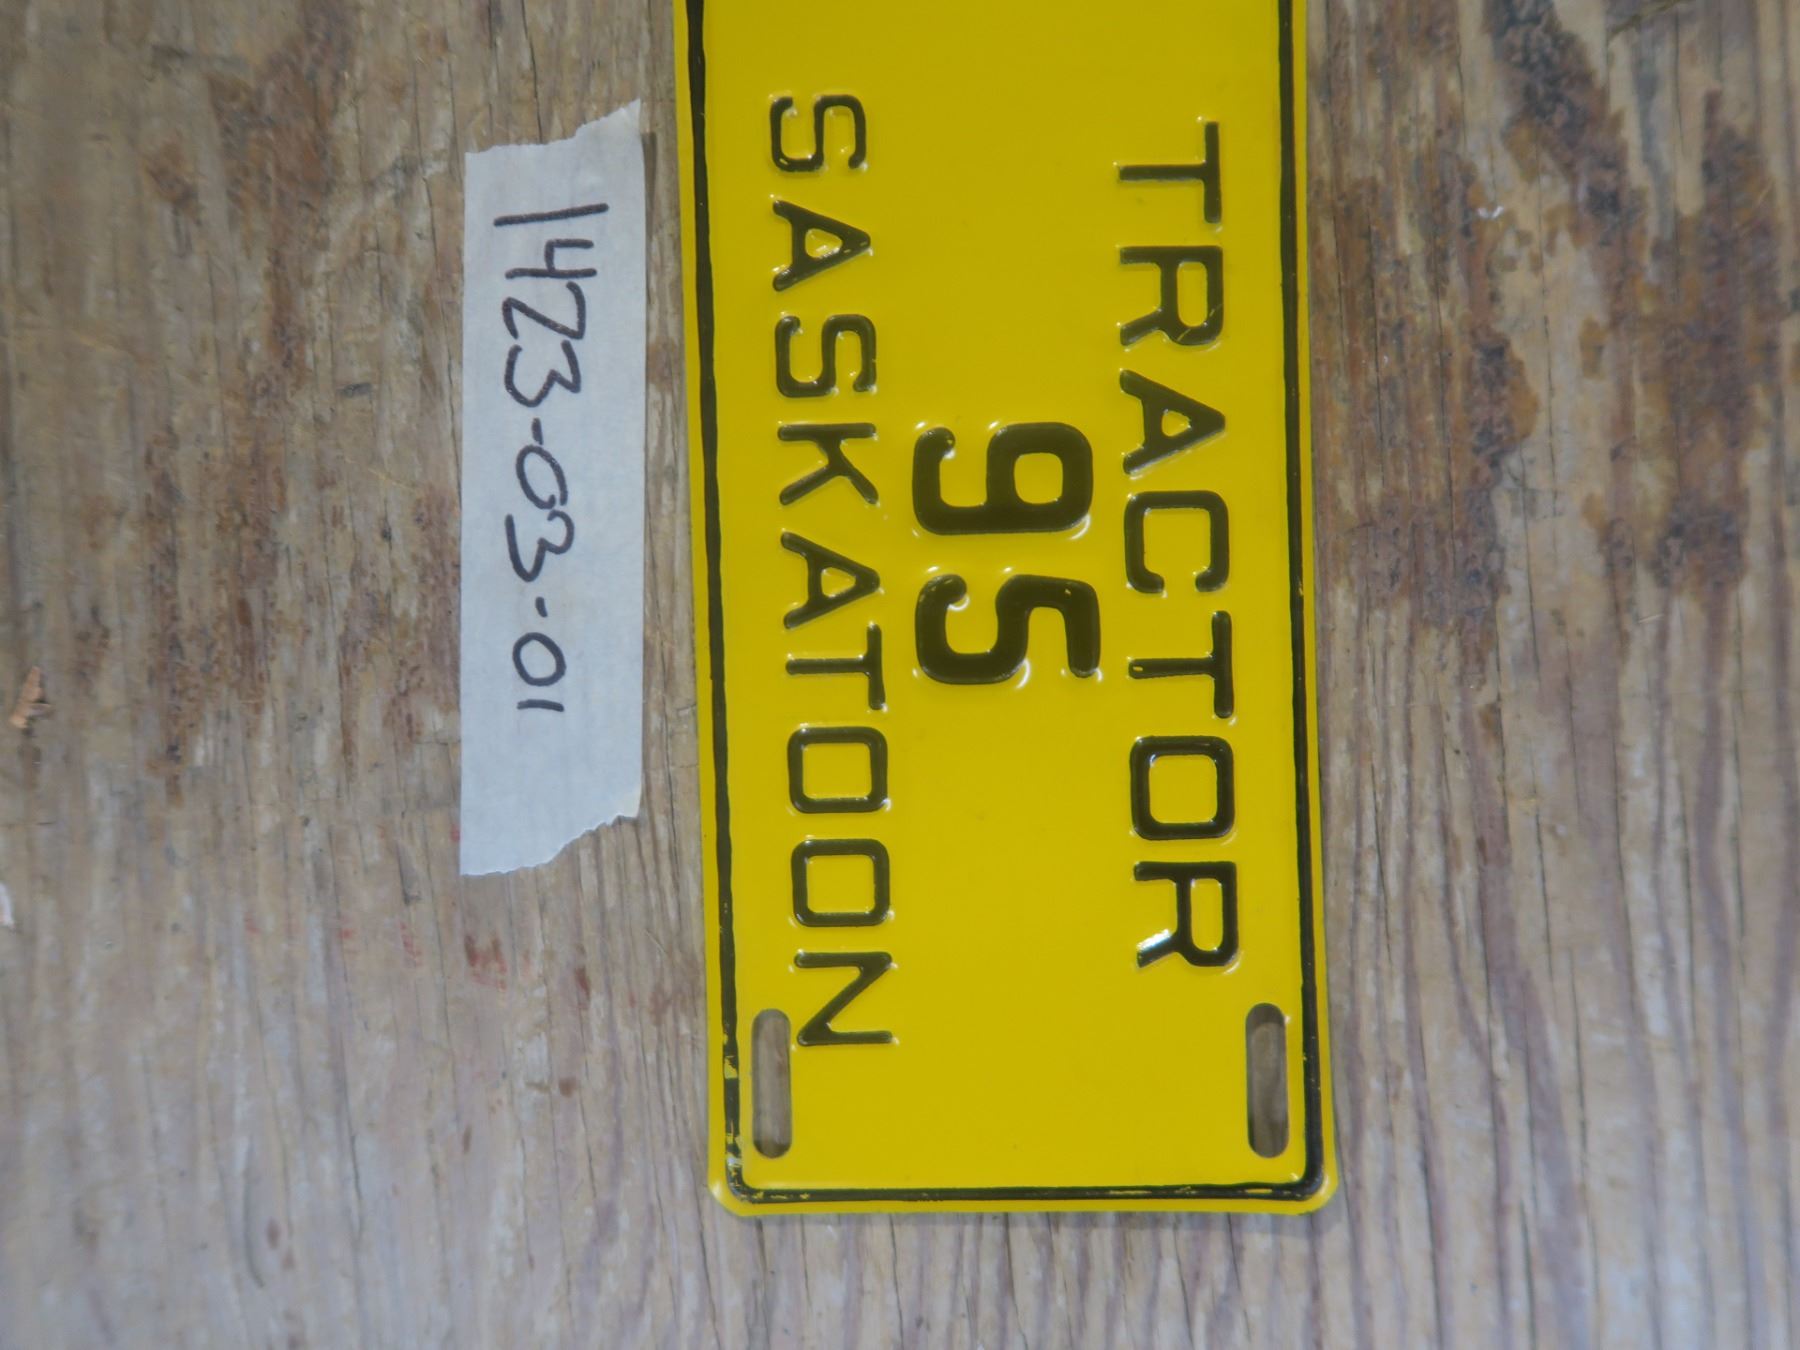 TRACTOR
95
SASKATOON
1423-03-01